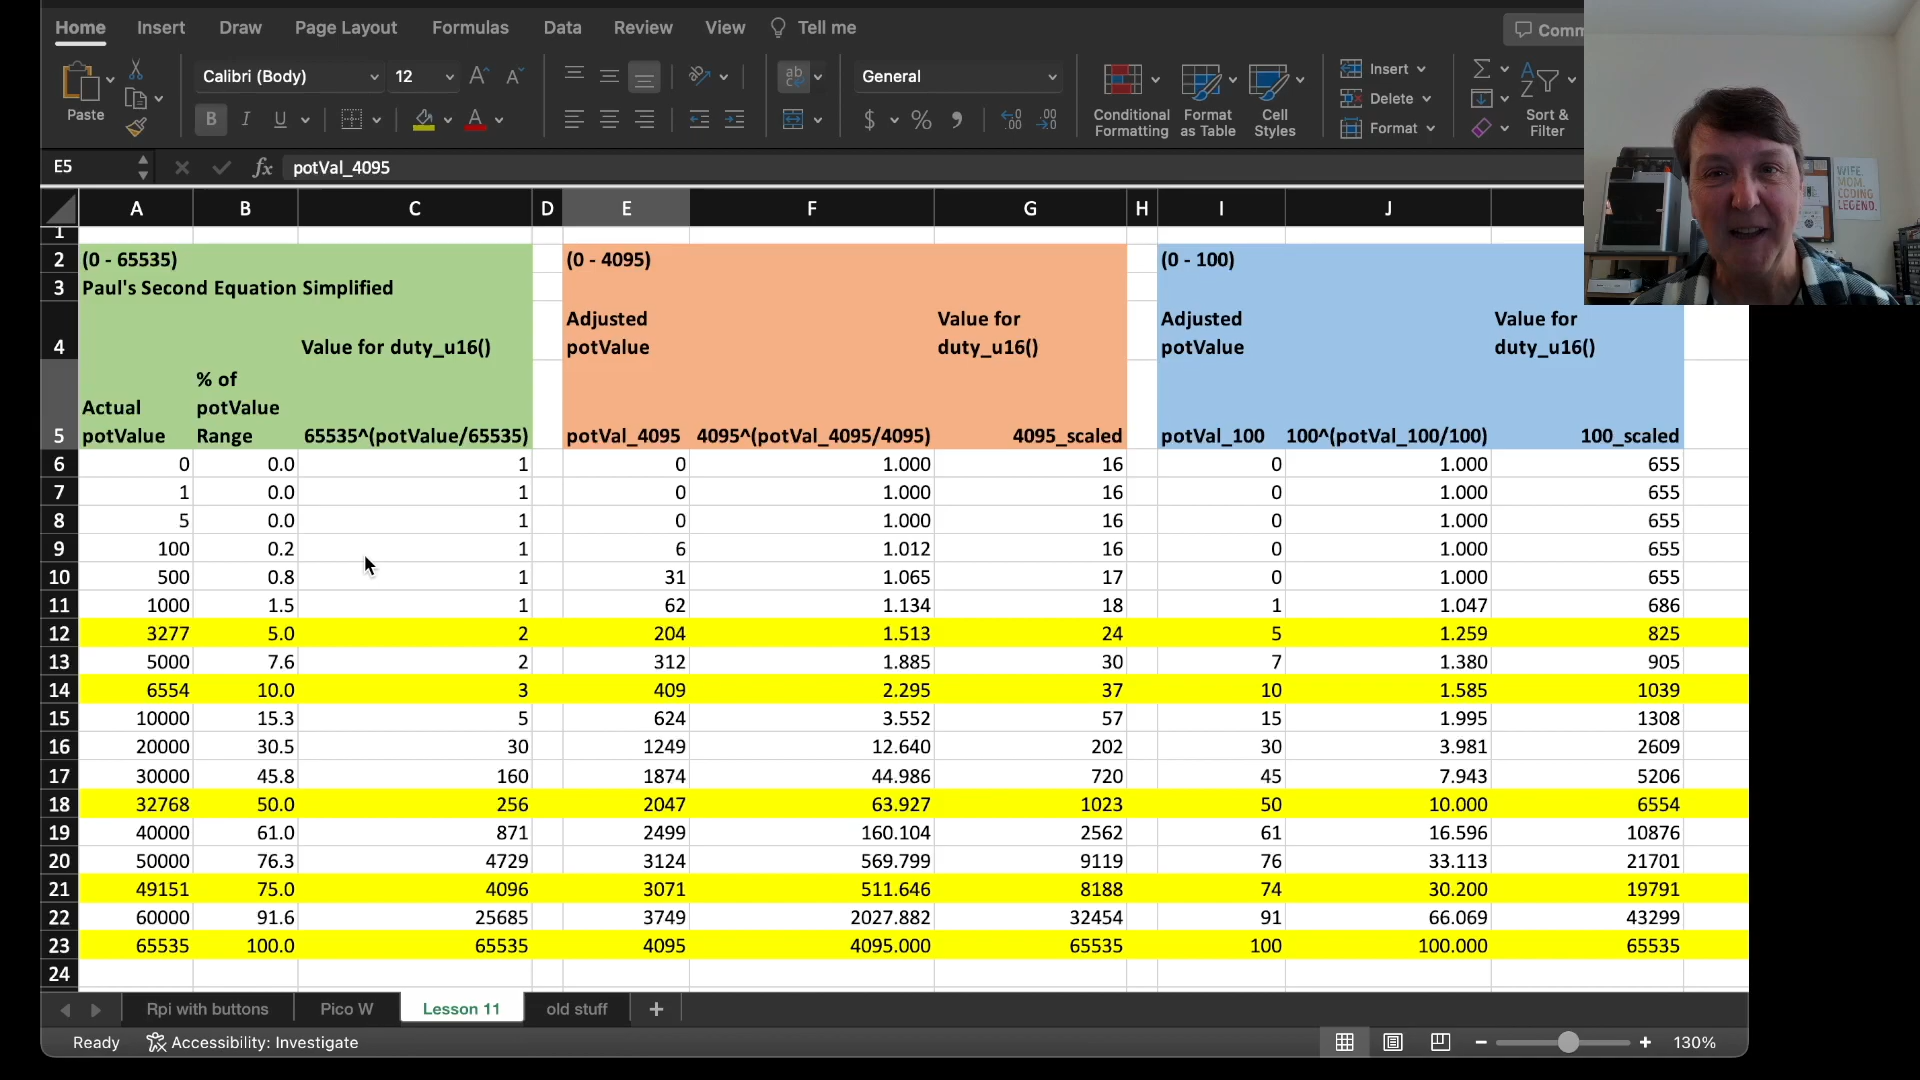 Home Insert Draw Page Layout Formulas Data Review View Tell me
Calibri (Body) 12 General Insert
Delete
Paste Conditional Formatting Format as Table Cell Styles Format Sort & Filter
E5 fx potVal_4095
A B C D E F G H I J
WIFE.
MOM.
CODING
LEGEND.
1
2 (0 - 65535) (0 - 4095) (0 - 100)
3 Paul's Second Equation Simplified
4 Value for duty_u16() Adjusted potValue Value for duty_u16() Adjusted potValue Value for duty_u16()
5 Actual potValue % of potValue Range 65535^(potValue/65535) potVal_4095 4095^(potVal_4095/4095) 4095_scaled potVal_100 100^(potVal_100/100) 100_scaled
6 0 0.0 1 0 1.000 16 0 1.000 655
7 1 0.0 1 0 1.000 16 0 1.000 655
8 5 0.0 1 0 1.000 16 0 1.000 655
9 100 0.2 1 6 1.012 16 0 1.000 655
10 500 0.8 1 31 1.065 17 0 1.000 655
11 1000 1.5 1 62 1.134 18 1 1.047 686
12 3277 5.0 2 204 1.513 24 5 1.259 825
13 5000 7.6 2 312 1.885 30 7 1.380 905
14 6554 10.0 3 409 2.295 37 10 1.585 1039
15 10000 15.3 5 624 3.552 57 15 1.995 1308
16 20000 30.5 30 1249 12.640 202 30 3.981 2609
17 30000 45.8 160 1874 44.986 720 45 7.943 5206
18 32768 50.0 256 2047 63.927 1023 50 10.000 6554
19 40000 61.0 871 2499 160.104 2562 61 16.596 10876
20 50000 76.3 4729 3124 569.799 9119 76 33.113 21701
21 49151 75.0 4096 3071 511.646 8188 74 30.200 19791
22 60000 91.6 25685 3749 2027.882 32454 91 66.069 43299
23 65535 100.0 65535 4095 4095.000 65535 100 100.000 65535
24
Rpi with buttons Pico W Lesson 11 old stuff +
Ready Accessibility: Investigate 130%